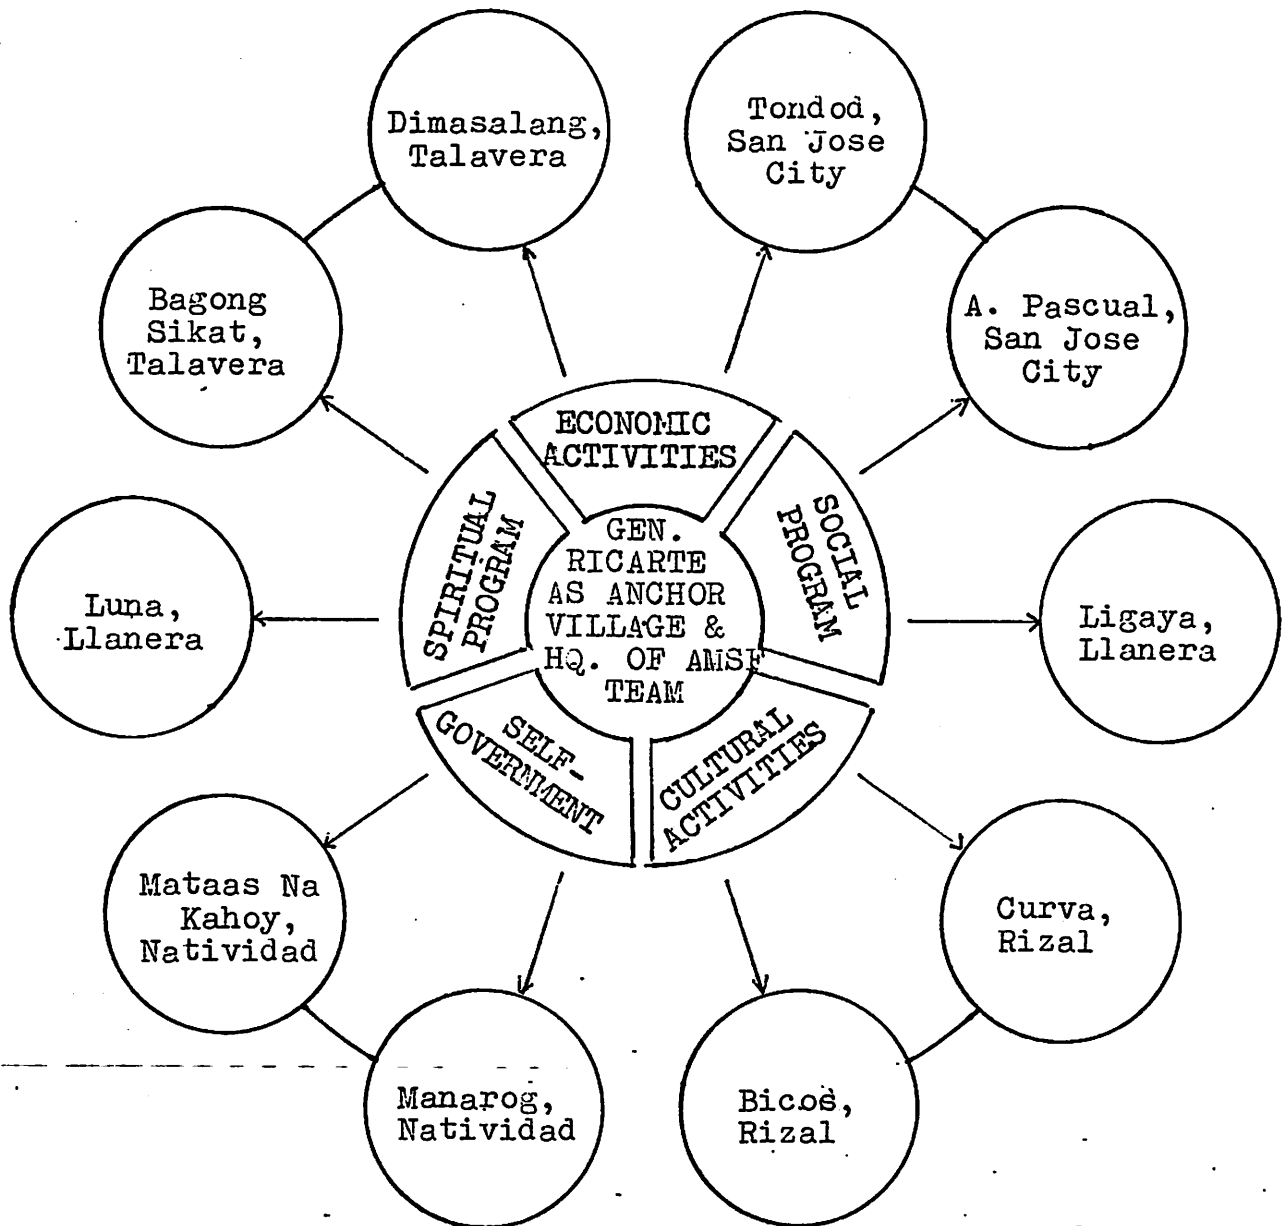 Dimasalang,
Talavera
Tondod,
San Jose
City
Bagong
Sikat,
Talavera
A. Pascual,
San Jose
City
ECONOMIC
ACTIVITIES
SPIRITUAL
PROGRAM
SOCIAL
PROGRAM
GEN.
RICARTE
AS ANCHOR
VILLAGE &
HQ. OF AMSF
TEAM
Luna,
Llanera
Ligaya,
Llanera
SELF-
GOVERNMENT
CULTURAL
ACTIVITIES
Mataas Na
Kahoy,
Natividad
Curva,
Rizal
Manarog,
Natividad
Bicos,
Rizal